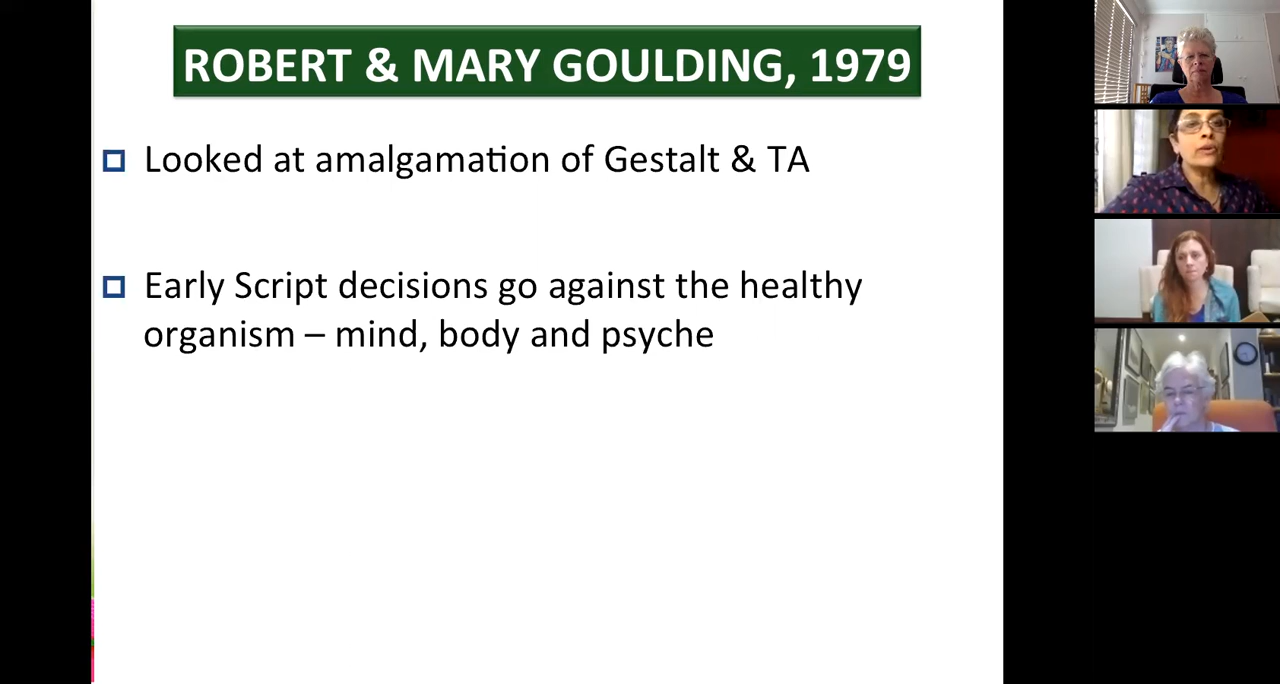 ROBERT & MARY GOULDING, 1979
Looked at amalgamation of Gestalt & TA
Early Script decisions go against the healthy
organism – mind, body and psyche